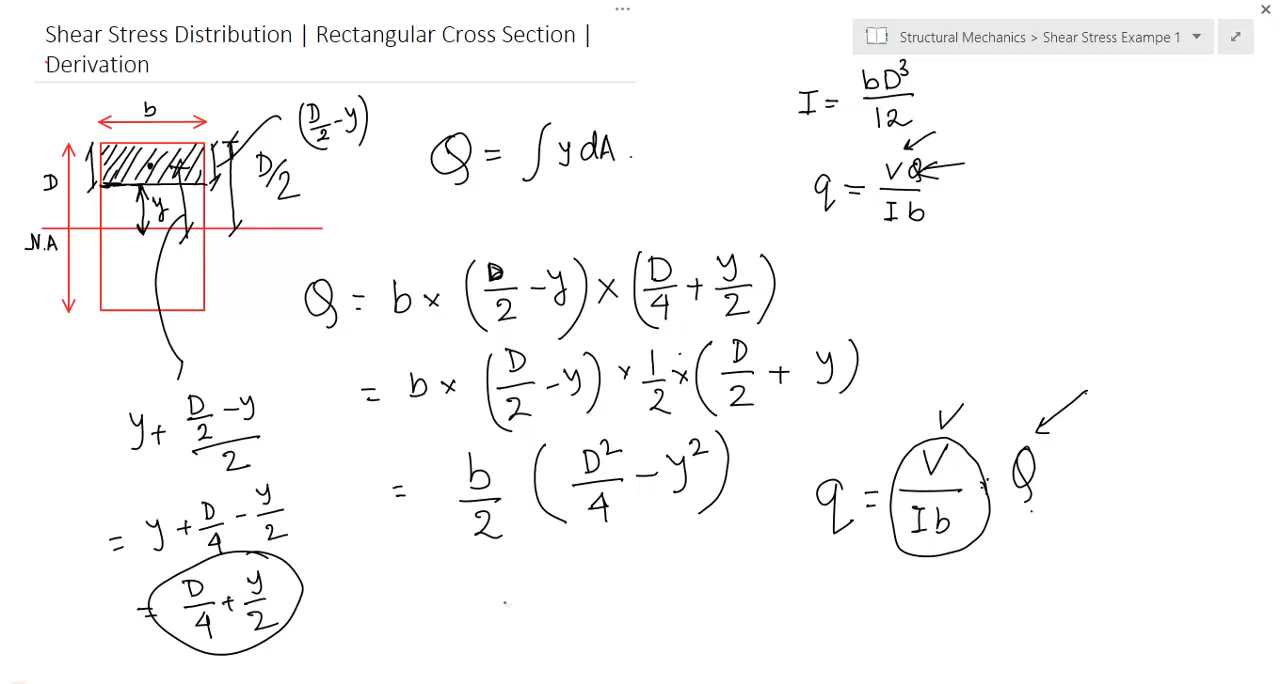 Shear Stress Distribution | Rectangular Cross Section |
Derivation
Structural Mechanics > Shear Stress Exampe 1
I = bD³/12
q = VQ/Ib
b
(D/2 - y)
D
D/2
y
N.A
Q = ∫ y dA.
Q = b × (D/2 - y) × (D/4 + y/2)
= b × (D/2 - y) × 1/2 × (D/2 + y)
= b/2 (D²/4 - y²)
y + (D/2 - y)/2
= y + D/4 - y/2
= D/4 + y/2
q = V/Ib · Q